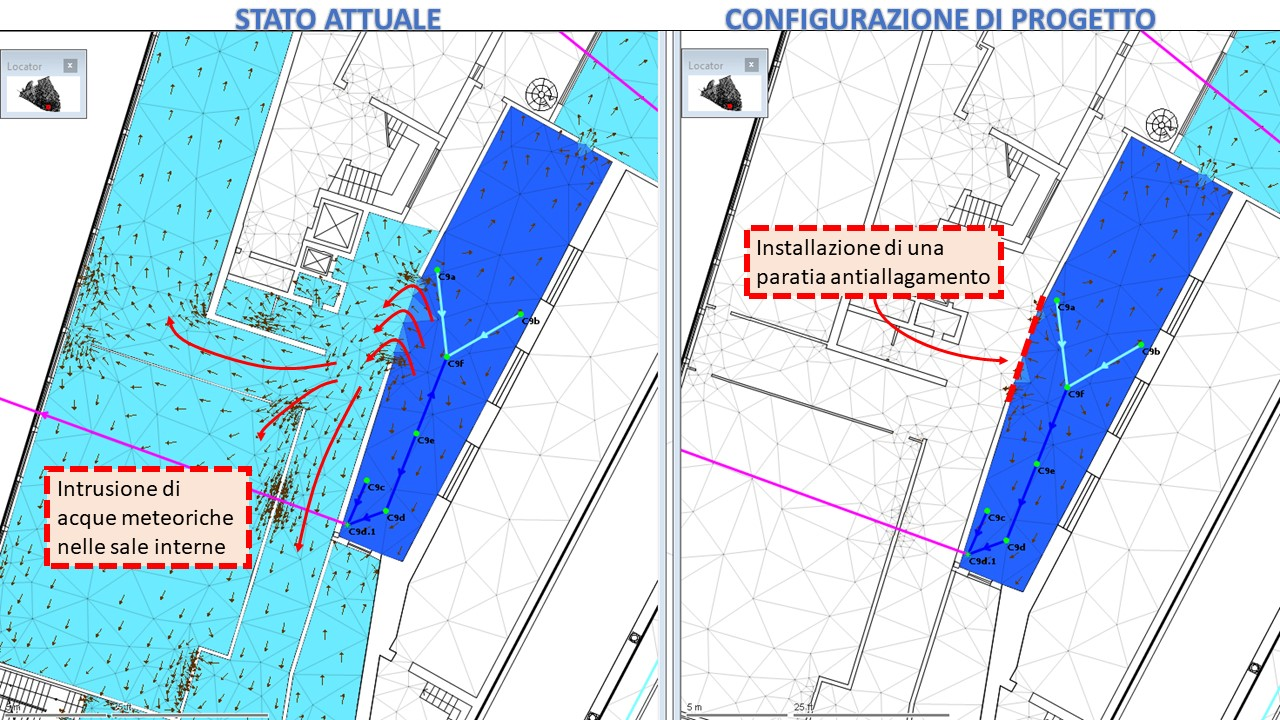 STATO ATTUALE
CONFIGURAZIONE DI PROGETTO
Locator
x
C9a
C9b
C9f
C9e
C9c
C9d
C9d.1
Intrusione di
acque meteoriche
nelle sale interne
25 ft
Locator
x
Installazione di una
paratia antiallagamento
C9a
C9b
C9f
C9e
C9c
C9d
C9d.1
5 m
25 ft